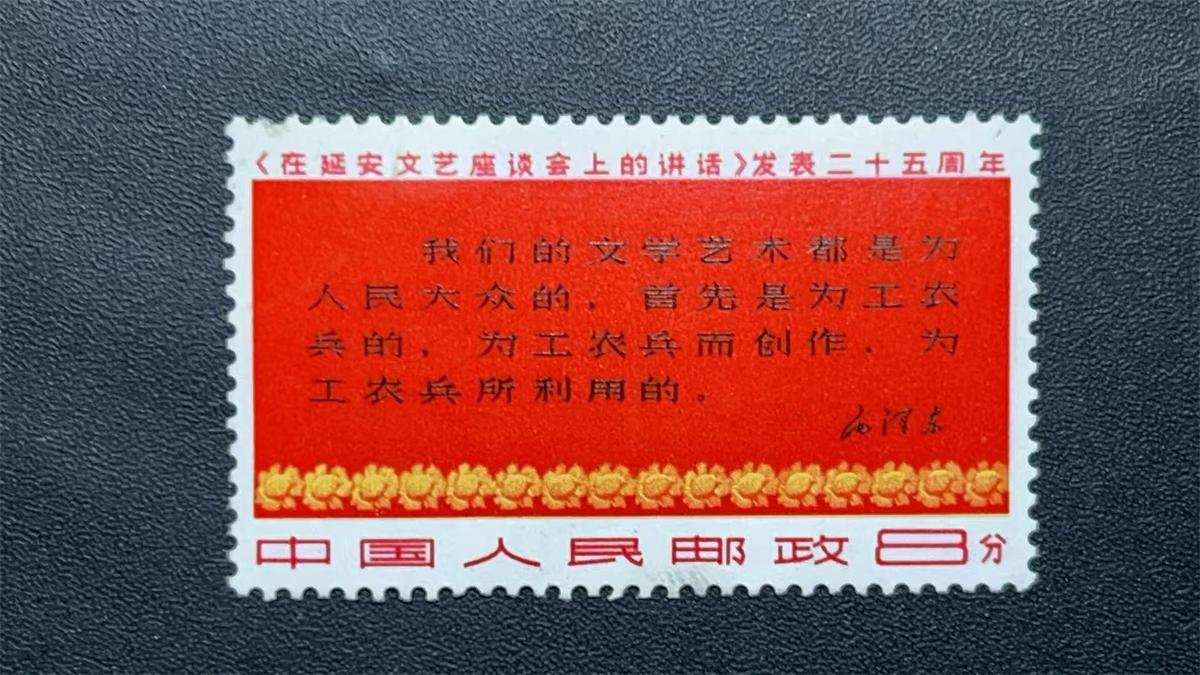 《在延安文艺座谈会上的讲话》发表二十五周年
我们的文学艺术都是为
人民大众的，首先是为工农
兵的，为工农兵而创作，为
工农兵所利用的。
毛泽东
中国人民邮政 8分